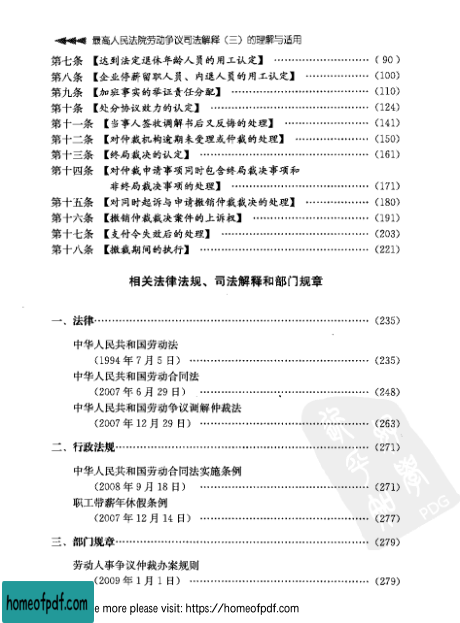 最高人民法院劳动争议司法解释（三）的理解与适用
第七条 【达到法定退休年龄人员的用工认定】 ……………………（ 90 ）
第八条 【企业停薪留职人员、内退人员的用工认定】 ……………（100）
第九条 【加班事实的举证责任分配】 ………………………………（110）
第十条 【处分协议效力的认定】 ……………………………………（124）
第十一条 【当事人签收调解书后又反悔的处理】 …………………（141）
第十二条 【对仲裁机构逾期未受理或仲裁的处理】 ………………（150）
第十三条 【终局裁决的认定】 ………………………………………（161）
第十四条 【对仲裁申请事项同时包含终局裁决事项和
非终局裁决事项的处理】 ……………………………………（171）
第十五条 【对同时起诉与申请撤销仲裁裁决的处理】 ……………（180）
第十六条 【撤销仲裁裁决案件的上诉权】 …………………………（191）
第十七条 【支付令失效后的处理】 …………………………………（203）
第十八条 【撤裁期间的执行】 ………………………………………（221）
相关法律法规、司法解释和部门规章
一、法律……………………………………………………………（235）
中华人民共和国劳动法
（1994 年 7 月 5 日） ………………………………………（235）
中华人民共和国劳动合同法
（2007 年 6 月 29 日） ……………………………………（248）
中华人民共和国劳动争议调解仲裁法
（2007 年 12 月 29 日） ……………………………………（263）
二、行政法规………………………………………………………（271）
中华人民共和国劳动合同法实施条例
（2008 年 9 月 18 日） ……………………………………（271）
职工带薪年休假条例
（2007 年 12 月 14 日） ……………………………………（277）
三、部门规章………………………………………………………（279）
劳动人事争议仲裁办案规则
（2009 年 1 月 1 日） ………………………………………（279）
PDG
homeofpdf.com
e more please visit: https://homeofpdf.com